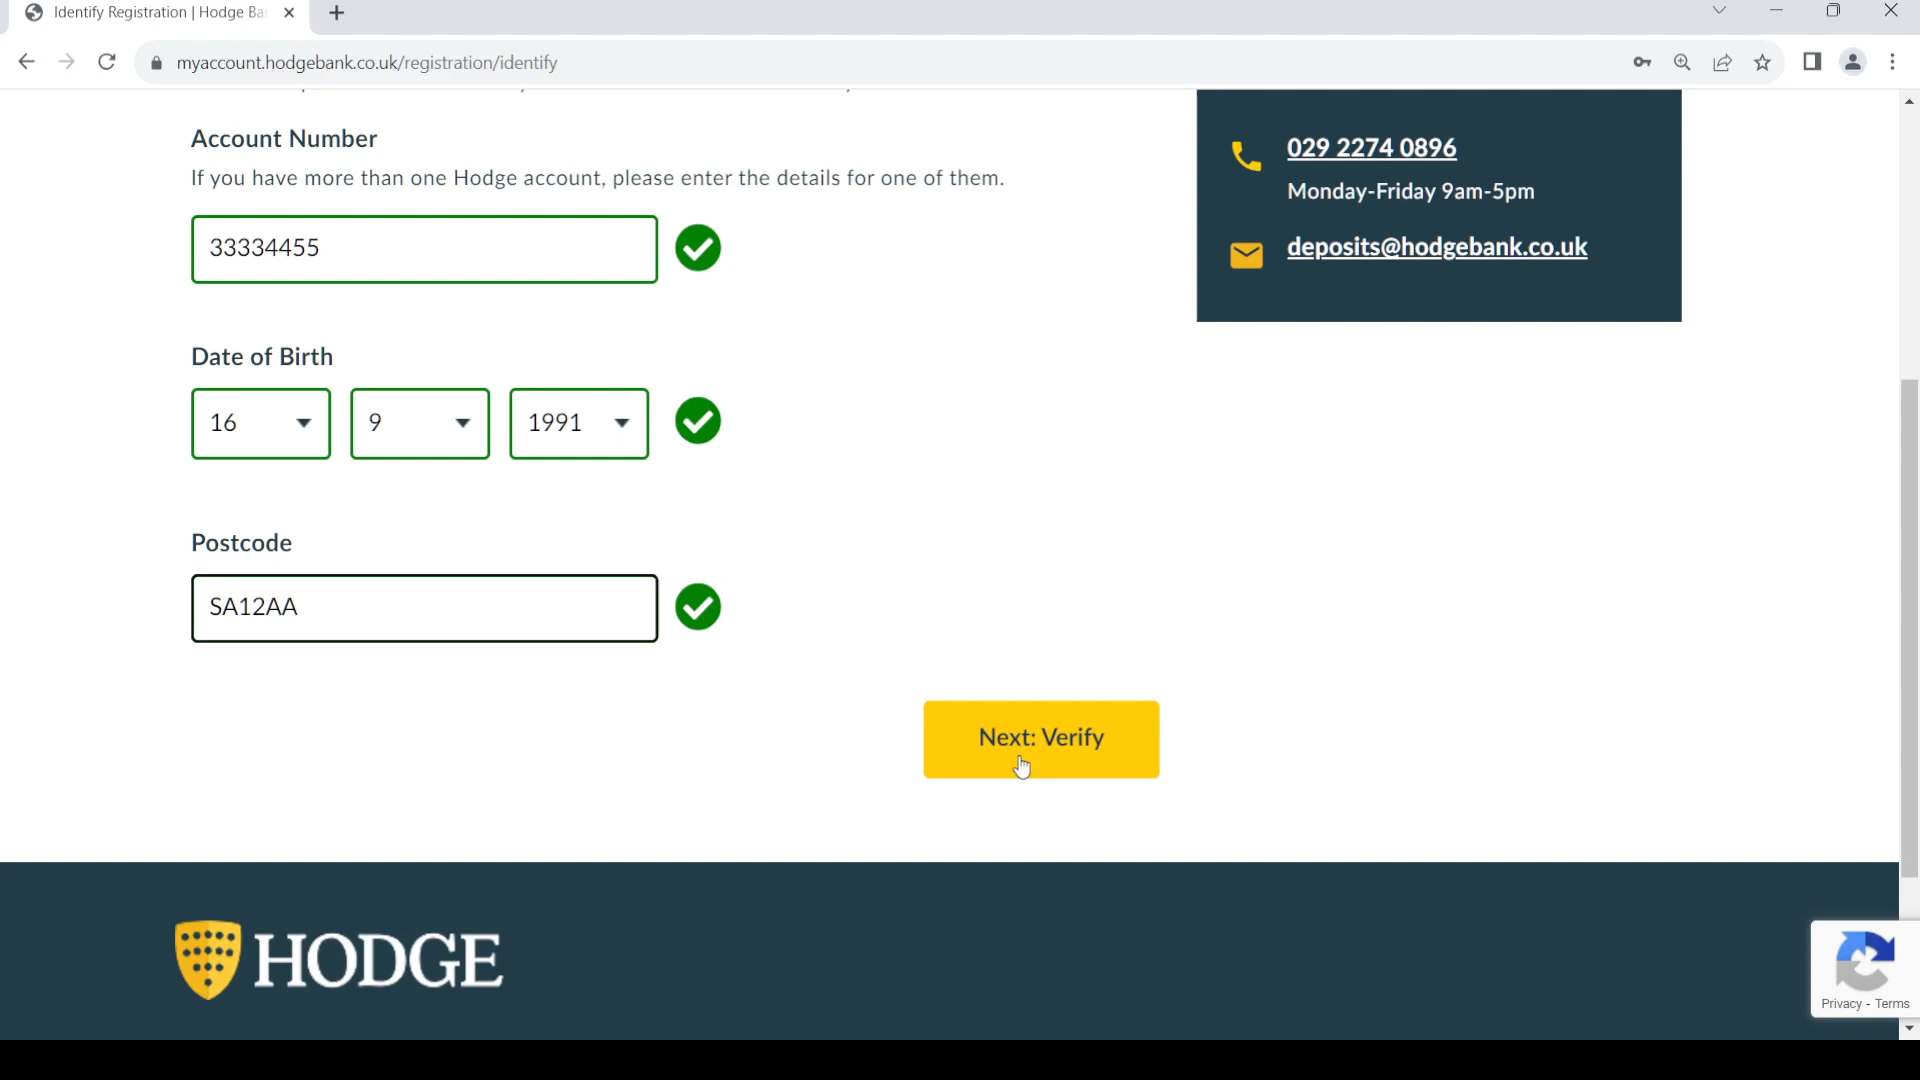 Identify Registration | Hodge Ba
myaccount.hodgebank.co.uk/registration/identify
Account Number
If you have more than one Hodge account, please enter the details for one of them.
33334455
Date of Birth
16 9 1991
Postcode
SA12AA
Next: Verify
029 2274 0896
Monday-Friday 9am-5pm
deposits@hodgebank.co.uk
HODGE
Privacy - Terms